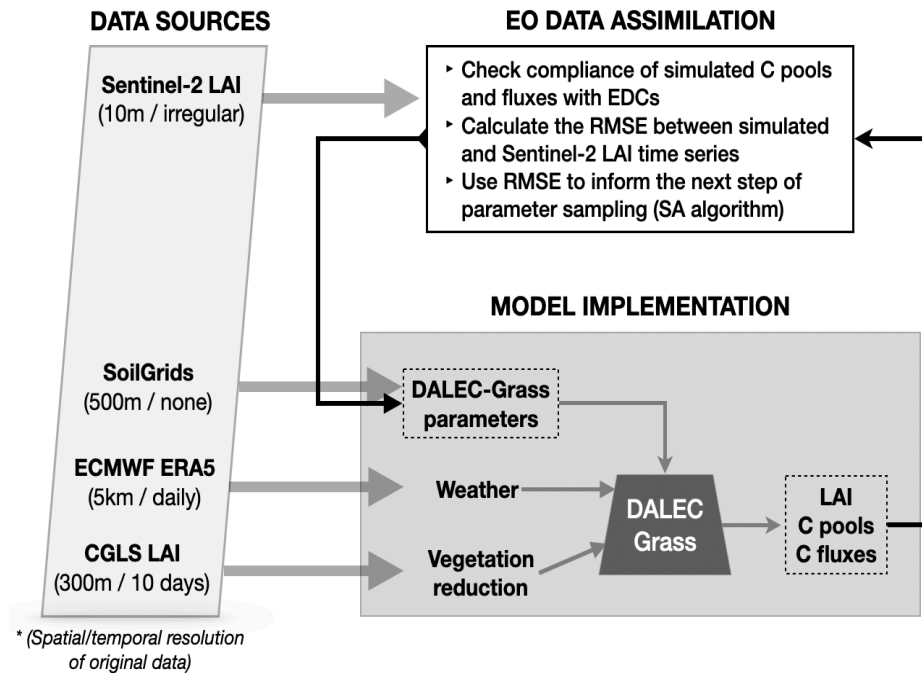 DATA SOURCES
Sentinel-2 LAI
(10m / irregular)
SoilGrids
(500m / none)
ECMWF ERA5
(5km / daily)
CGLS LAI
(300m / 10 days)
* (Spatial/temporal resolution
of original data)
EO DATA ASSIMILATION
‣ Check compliance of simulated C pools
and fluxes with EDCs
‣ Calculate the RMSE between simulated
and Sentinel-2 LAI time series
‣ Use RMSE to inform the next step of
parameter sampling (SA algorithm)
MODEL IMPLEMENTATION
DALEC-Grass
parameters
Weather
Vegetation
reduction
DALEC
Grass
LAI
C pools
C fluxes